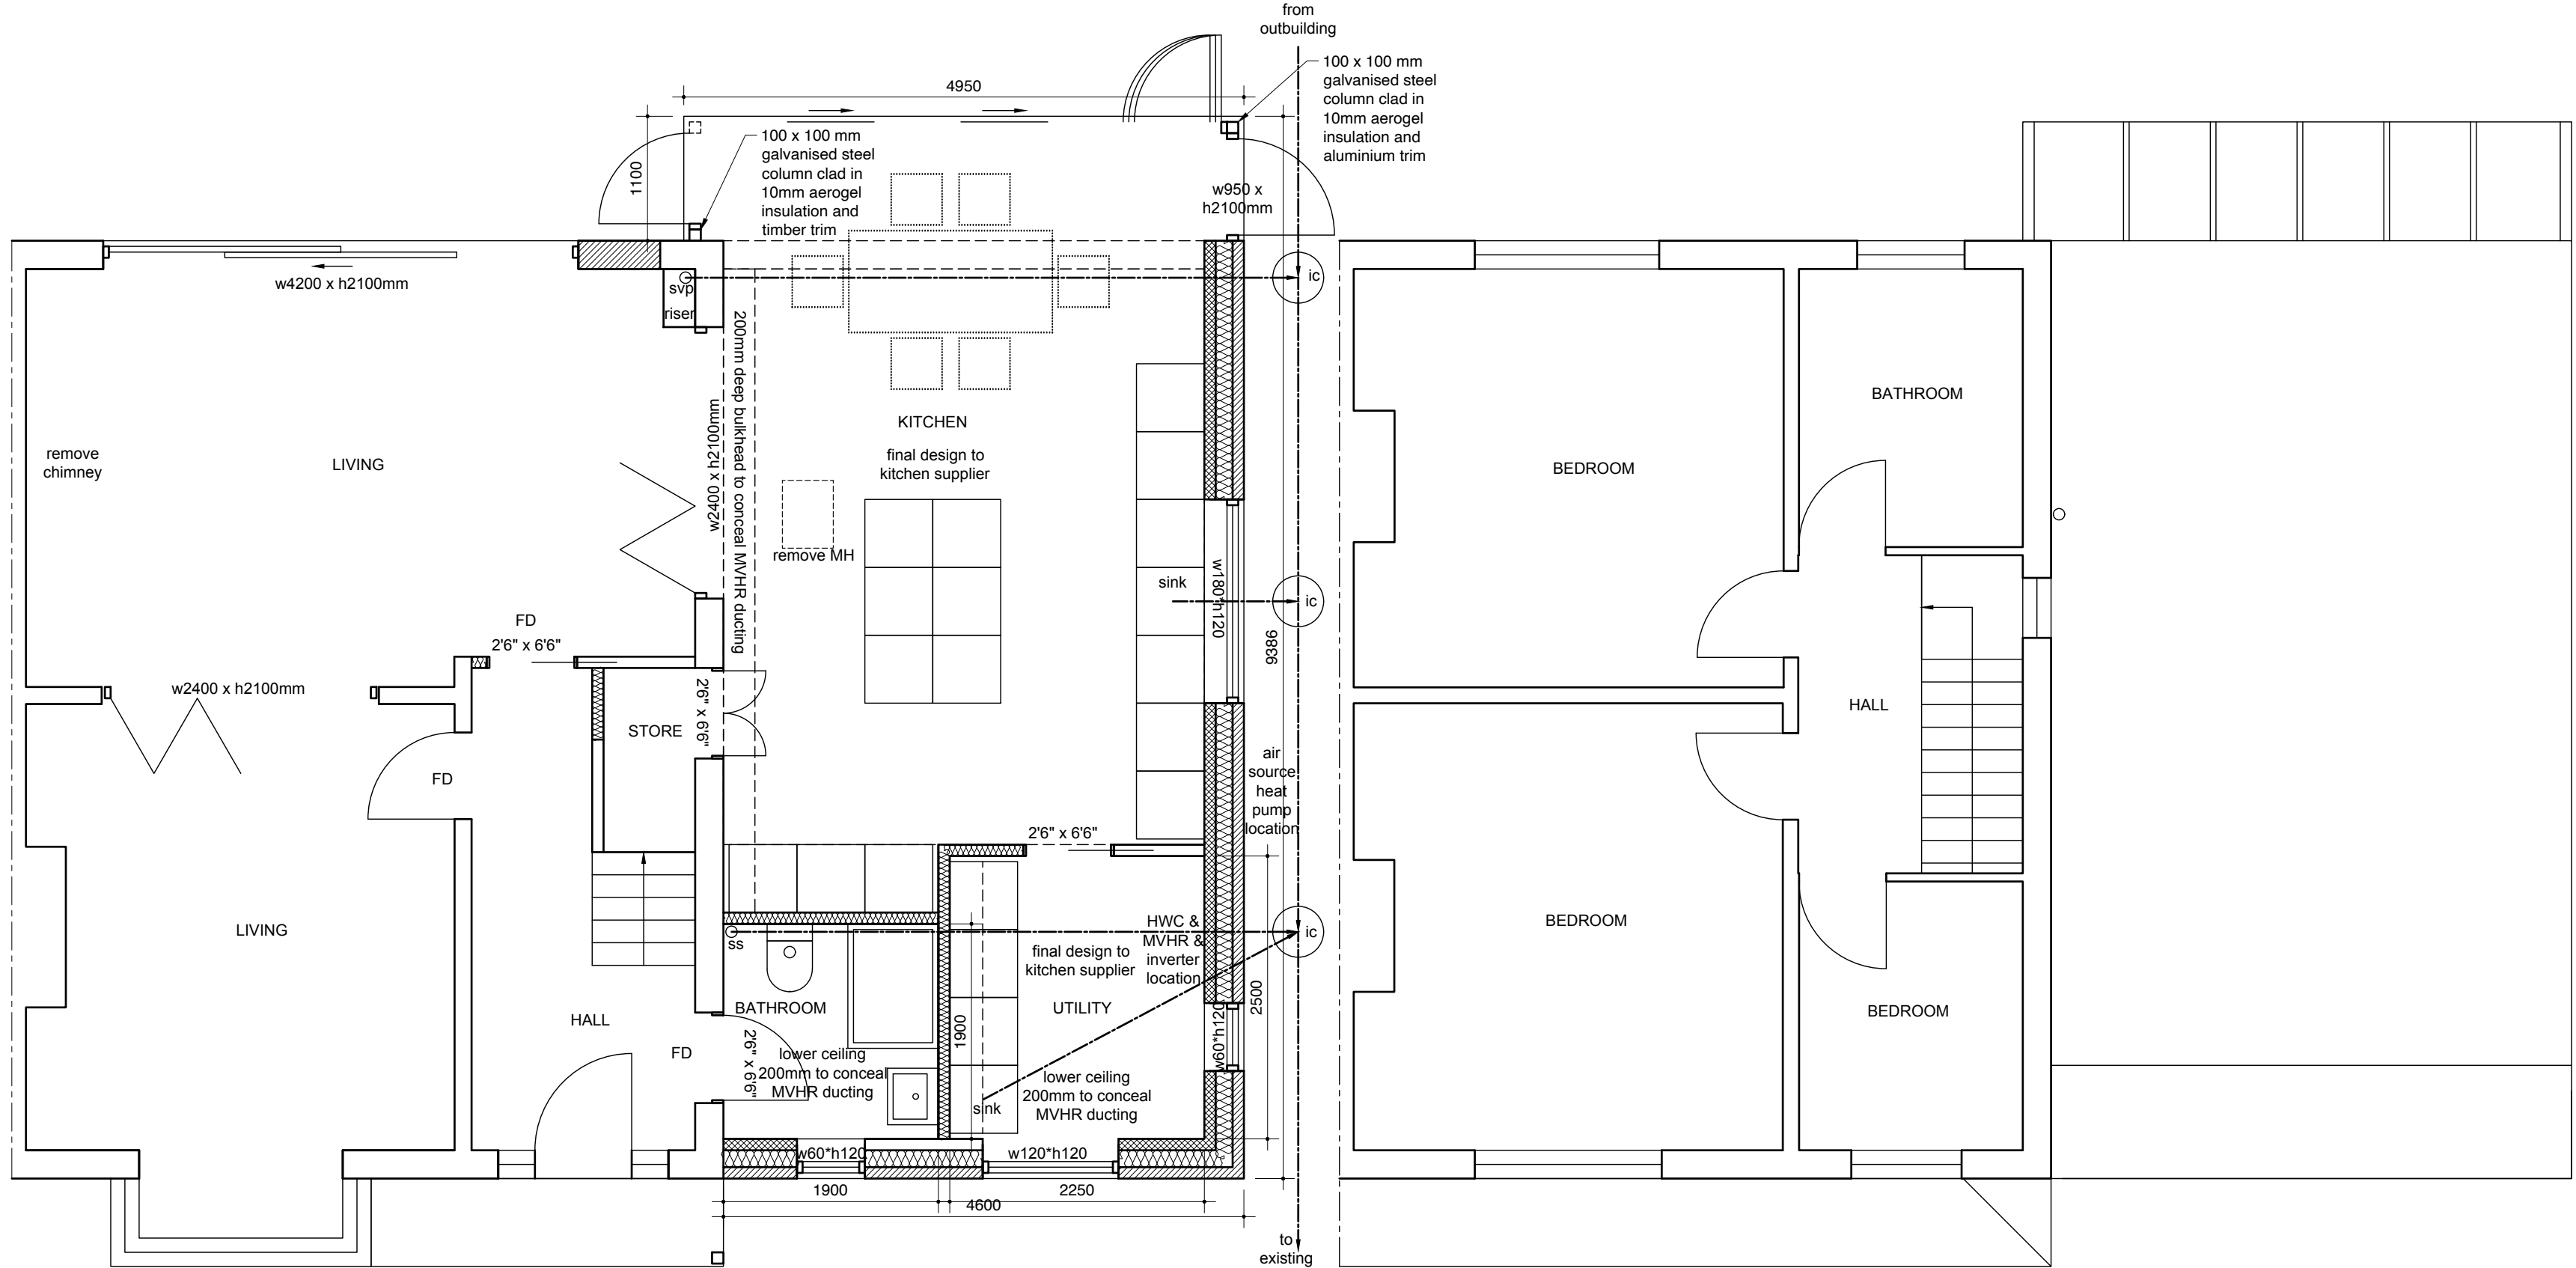 from
outbuilding
100 x 100 mm
galvanised steel
column clad in
10mm aerogel
insulation and
aluminium trim
4950
1100
100 x 100 mm
galvanised steel
column clad in
10mm aerogel
insulation and
timber trim
w950 x
h2100mm
w4200 x h2100mm
svp
riser
ic
200mm deep bulkhead to conceal MVHR ducting
w2400 x h2100mm
KITCHEN
final design to
kitchen supplier
remove
chimney
LIVING
remove MH
sink
w180*h120
ic
9386
FD
2'6" x 6'6"
w2400 x h2100mm
STORE
2'6" x 6'6"
FD
air
source
heat
pump
location
2'6" x 6'6"
LIVING
ss
HWC &
MVHR &
inverter
location
final design to
kitchen supplier
ic
2500
HALL
BATHROOM
1900
UTILITY
w60*h120
FD
2'6" x 6'6"
lower ceiling
200mm to conceal
MVHR ducting
sink
lower ceiling
200mm to conceal
MVHR ducting
w60*h120
w120*h120
1900
2250
4600
to
existing
BATHROOM
BEDROOM
HALL
BEDROOM
BEDROOM